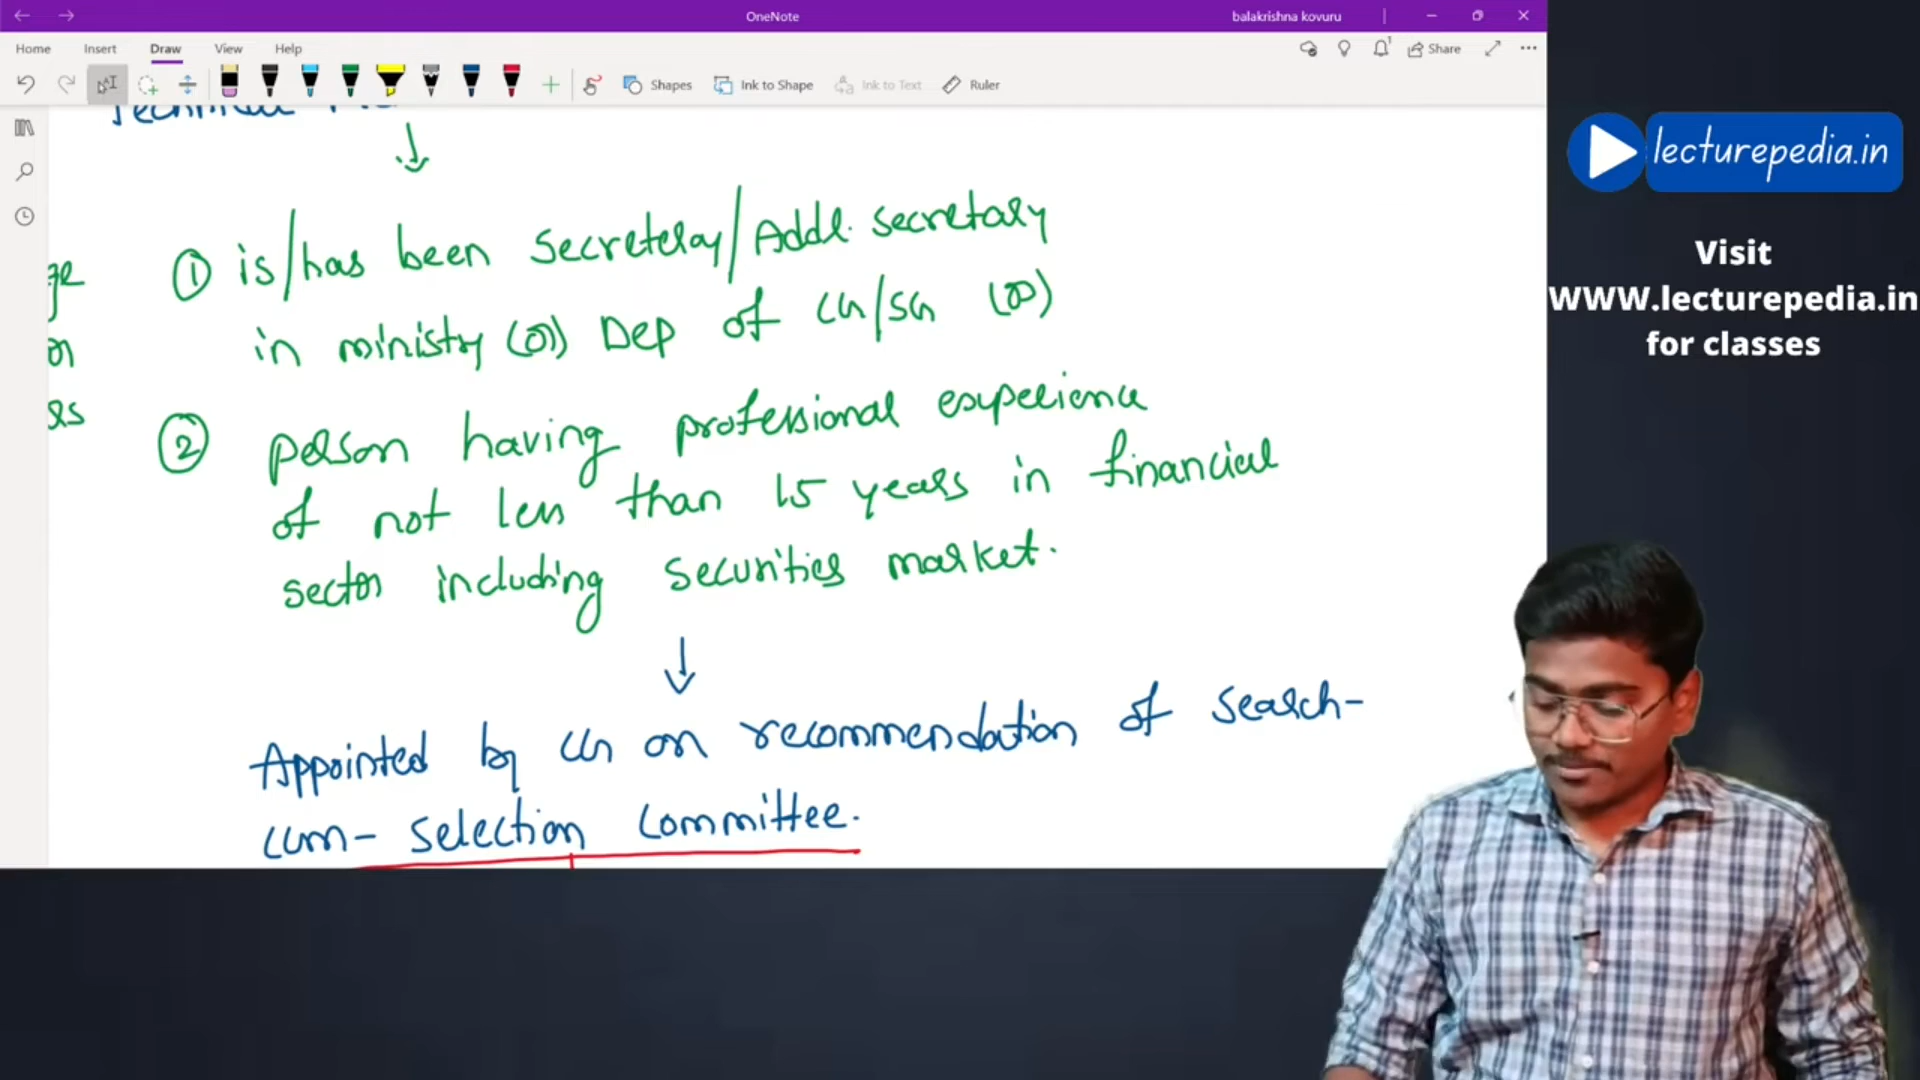 OneNote
balakrishna kovuru
Home Insert Draw View Help
1
Share
Shapes Ink to Shape Ink to Text Ruler
lecturepedia.in
Technical
① is/has been Secretary/Addl. secretary
in ministry (or) Dep of CG/SG (or)
② person having professional experience
of not less than 15 years in financial
sector including securities market.
Appointed by CG on recommendation of search-
cum- selection committee.
Visit
WWW.lecturepedia.in
for classes